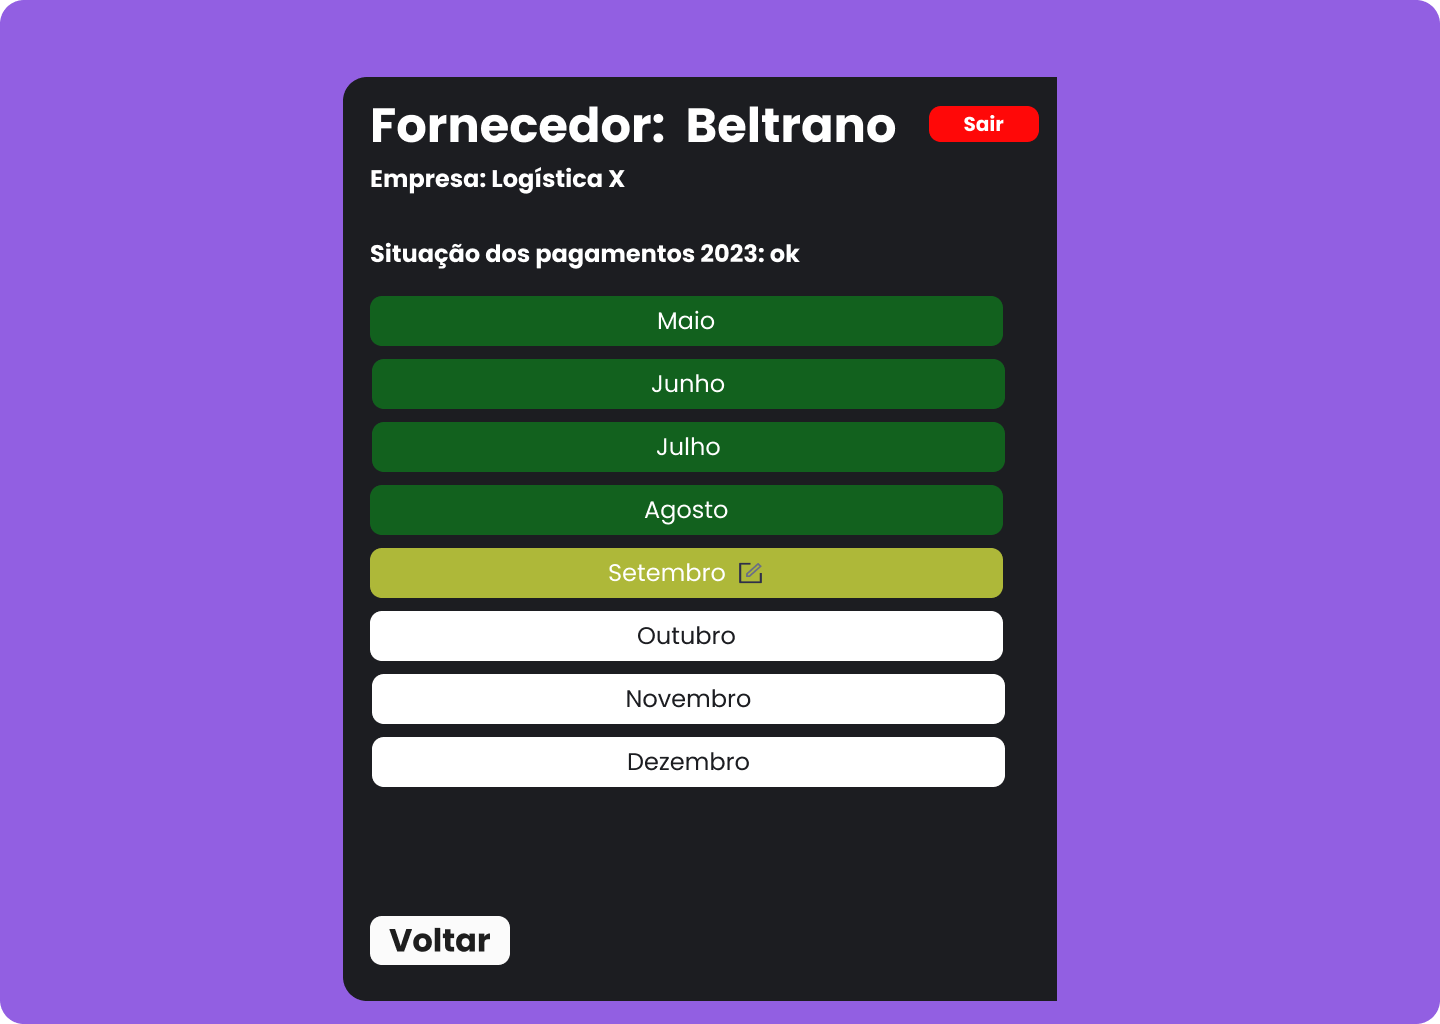 Fornecedor: Beltrano
Sair
Empresa: Logística X
Situação dos pagamentos 2023: ok
Maio
Junho
Julho
Agosto
Setembro
Outubro
Novembro
Dezembro
Voltar